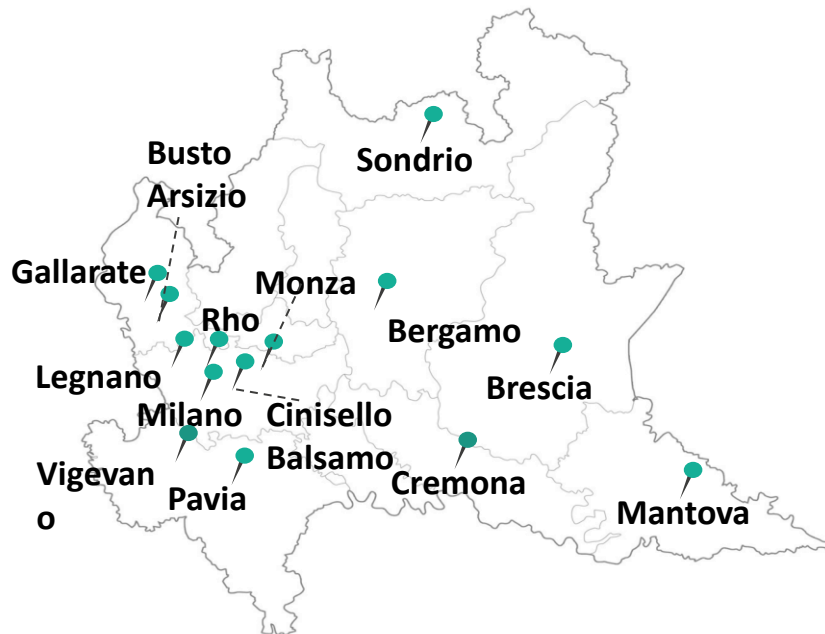 Busto
Arsizio
Sondrio
Gallarate
Monza
Rho
Bergamo
Legnano
Brescia
Milano
Cinisello
Balsamo
Vigevan
o
Pavia
Cremona
Mantova